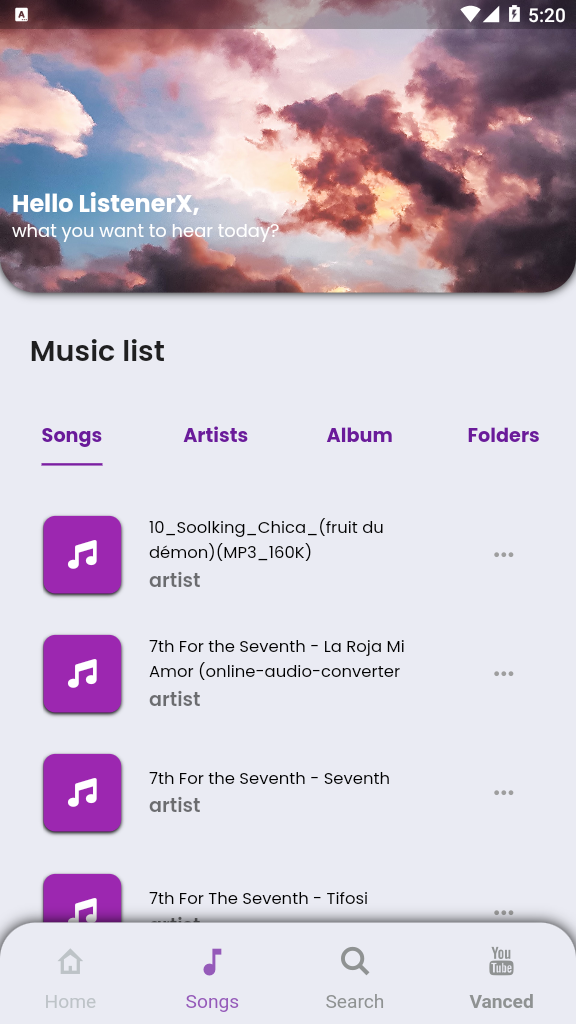 5:20
Hello ListenerX,
what you want to hear today?
Music list
Songs Artists Album Folders
10_Soolking_Chica_(fruit du
démon)(MP3_160K)
artist
7th For the Seventh - La Roja Mi
Amor (online-audio-converter
artist
7th For the Seventh - Seventh
artist
7th For The Seventh - Tifosi
artist
You
Tube
Home Songs Search Vanced